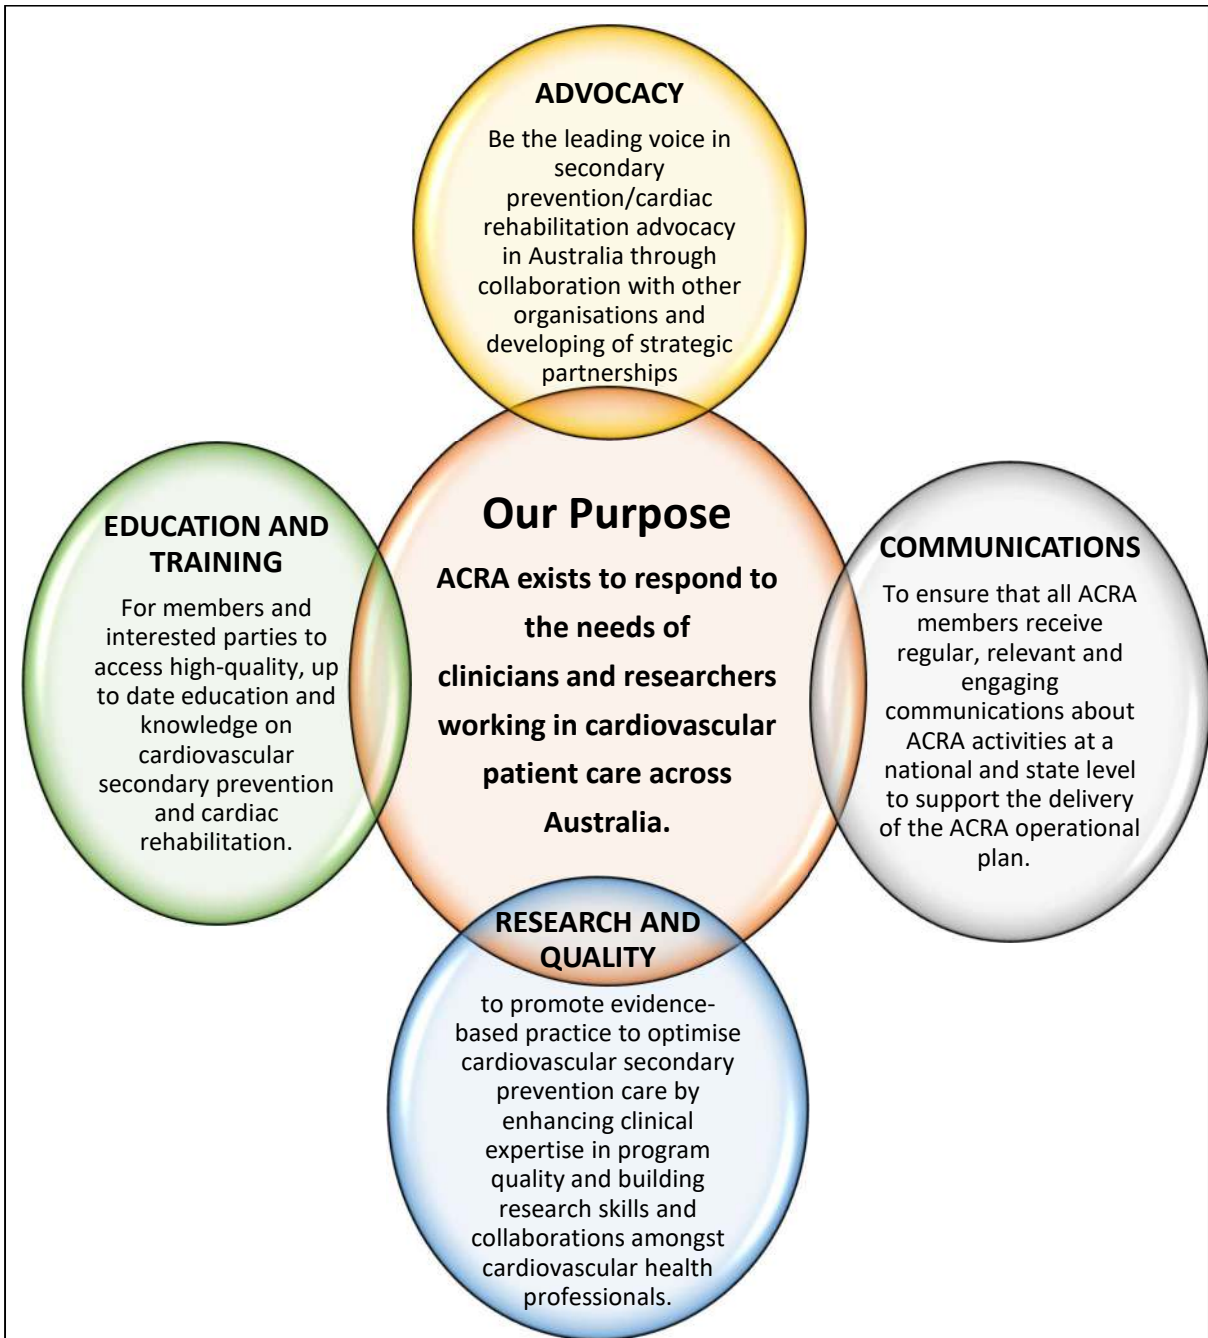 ADVOCACY
Be the leading voice in
secondary
prevention/cardiac
rehabilitation advocacy
in Australia through
collaboration with other
organisations and
developing of strategic
partnerships
EDUCATION AND
TRAINING
For members and
interested parties to
access high-quality, up
to date education and
knowledge on
cardiovascular
secondary prevention
and cardiac
rehabilitation.
Our Purpose
ACRA exists to respond to
the needs of
clinicians and researchers
working in cardiovascular
patient care across
Australia.
COMMUNICATIONS
To ensure that all ACRA
members receive
regular, relevant and
engaging
communications about
ACRA activities at a
national and state level
to support the delivery
of the ACRA operational
plan.
RESEARCH AND
QUALITY
to promote evidence-
based practice to optimise
cardiovascular secondary
prevention care by
enhancing clinical
expertise in program
quality and building
research skills and
collaborations amongst
cardiovascular health
professionals.